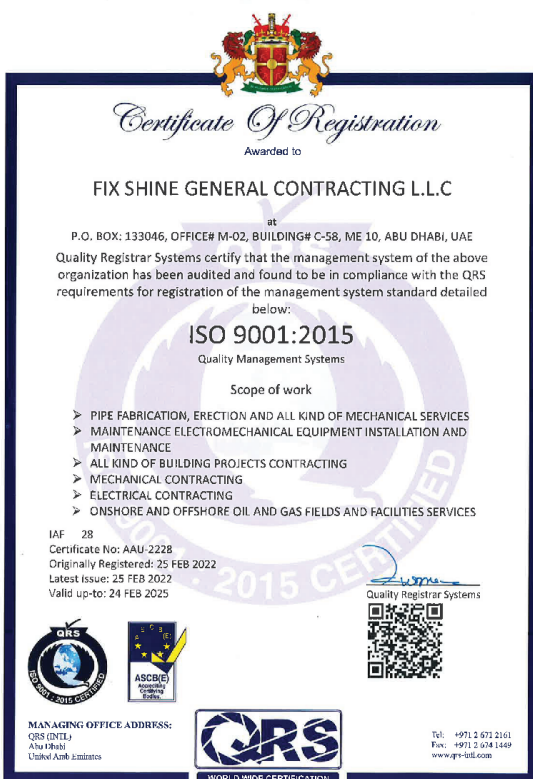 Certificate Of Registration
Awarded to
FIX SHINE GENERAL CONTRACTING L.L.C
at
P.O. BOX: 133046, OFFICE# M-02, BUILDING# C-58, ME 10, ABU DHABi, UAE
Quality Registrar Systems certify that the management system of the above
organization has been audited and found to be in compliance with the QRS
requirements for registration of the management system standard detailed
below:
ISO 9001:2015
Quality Management Systems
Scope of work
➢ PIPE FABRICATION, ERECTION AND ALL KIND OF MECHANICAL SERVICES
➢ MAINTENANCE ELECTROMECHANICAL EQUIPMENT INSTALLATION AND
MAINTENANCE
➢ ALL KIND OF BUILDING PROJECTS CONTRACTING
➢ MECHANICAL CONTRACTING
➢ ELECTRICAL CONTRACTING
➢ ONSHORE AND OFFSHORE OIL AND GAS FIELDS AND FACILITIES SERVICES
IAF 28
Certificate No: AAU-2228
Originally Registered: 25 FEB 2022
Latest issue: 25 FEB 2022
Valid up-to: 24 FEB 2025
Quality Registrar Systems
QRS
ISO 9001 : 2015 CERTIFIED
ASCB(E)
Accrediting
Certifying
Bodies.
MANAGING OFFICE ADDRESS:
QRS (INTL)
Abu Dhabi
United Arab Emirates
QRS
WORLD WIDE CERTIFICATION
Tel: +971 2 671 2161
Fax: +971 2 674 1449
www.qrs-intl.com